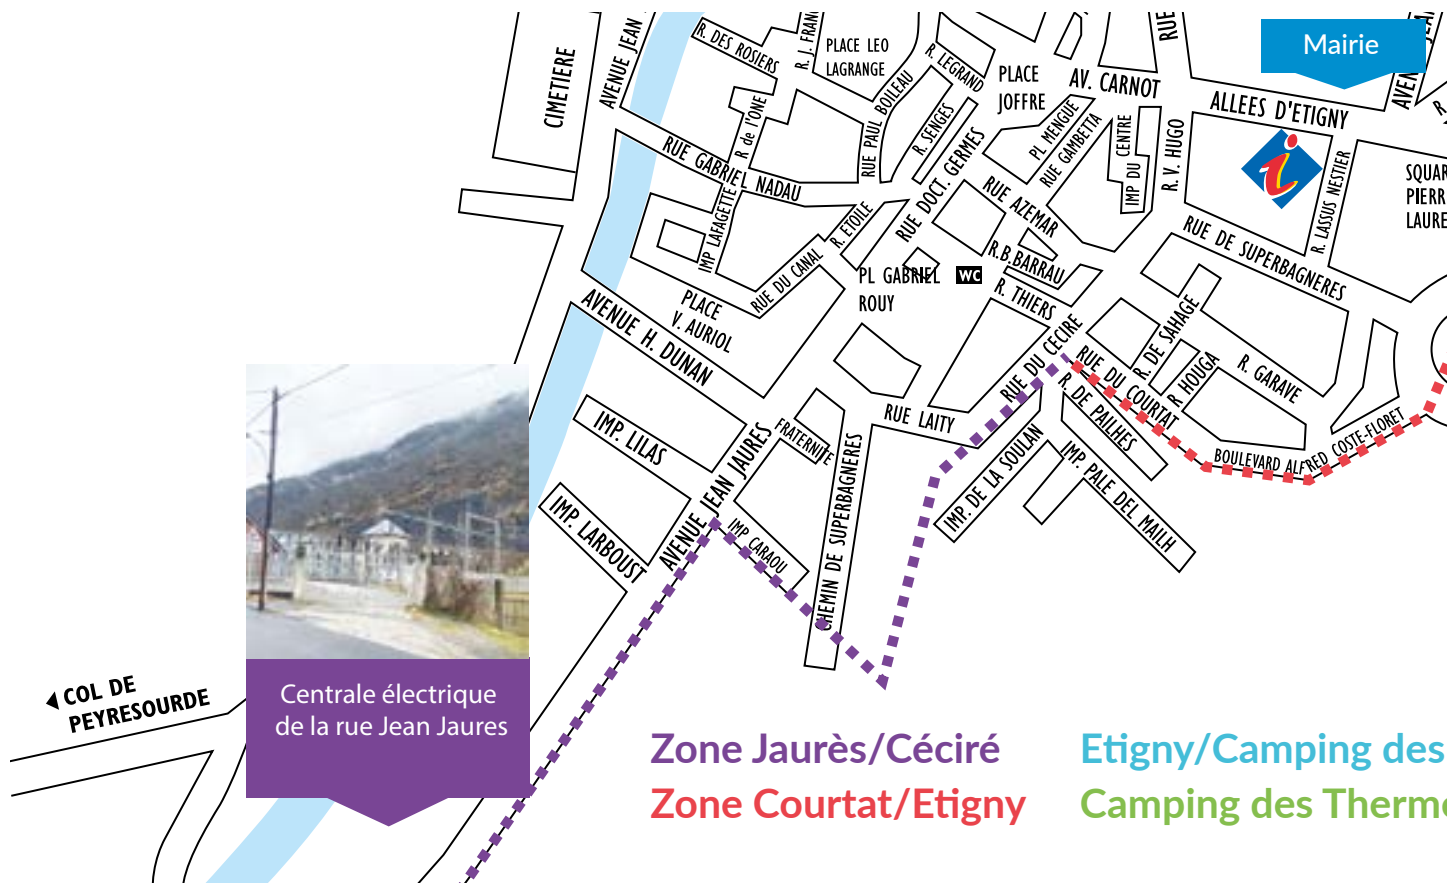 Mairie
AVENUE JEAN
R. DES ROSIERS
R. J. FRAN
PLACE LEO
LAGRANGE
R. LEGRAND
PLACE
JOFFRE
AV. CARNOT
RUE
ALLEES D'ETIGNY
AVEN
CIMETIERE
R de l'ONE
RUE PAUL BOILEAU
R. SENGES
RUE DOCT. GERMES
PL MENGUE
RUE GAMBETTA
IMP DU CENTRE
R. V. HUGO
R. LASSUS NESTIER
SQUAR
PIERR
LAURE
RUE GABRIEL NADAU
IMP LAFAGETTE
R. ETOILE
RUE AZEMAR
R.B.BARRAU
RUE DE SUPERBAGNERES
RUE DU CANAL
PL GABRIEL
ROUY
WC
R. THIERS
PLACE
V. AURIOL
AVENUE H. DUNAN
RUE DU CECIRE
RUE DU COURTAT
R. DE SAHAGE
R HOUGA
R. GARAVE
R. DE PAILHES
IMP. LILAS
AVENUE JEAN JAURES
FRATERNITE
RUE LAITY
BOULEVARD ALFRED COSTE-FLORET
IMP. DE LA SOULAN
IMP. PALE DEL MAILH
IMP. LARBOUST
IMP CARAOU
CHEMIN DE SUPERBAGNERES
COL DE
PEYRESOURDE
Centrale électrique
de la rue Jean Jaures
Zone Jaurès/Céciré
Etigny/Camping des
Zone Courtat/Etigny
Camping des Therm